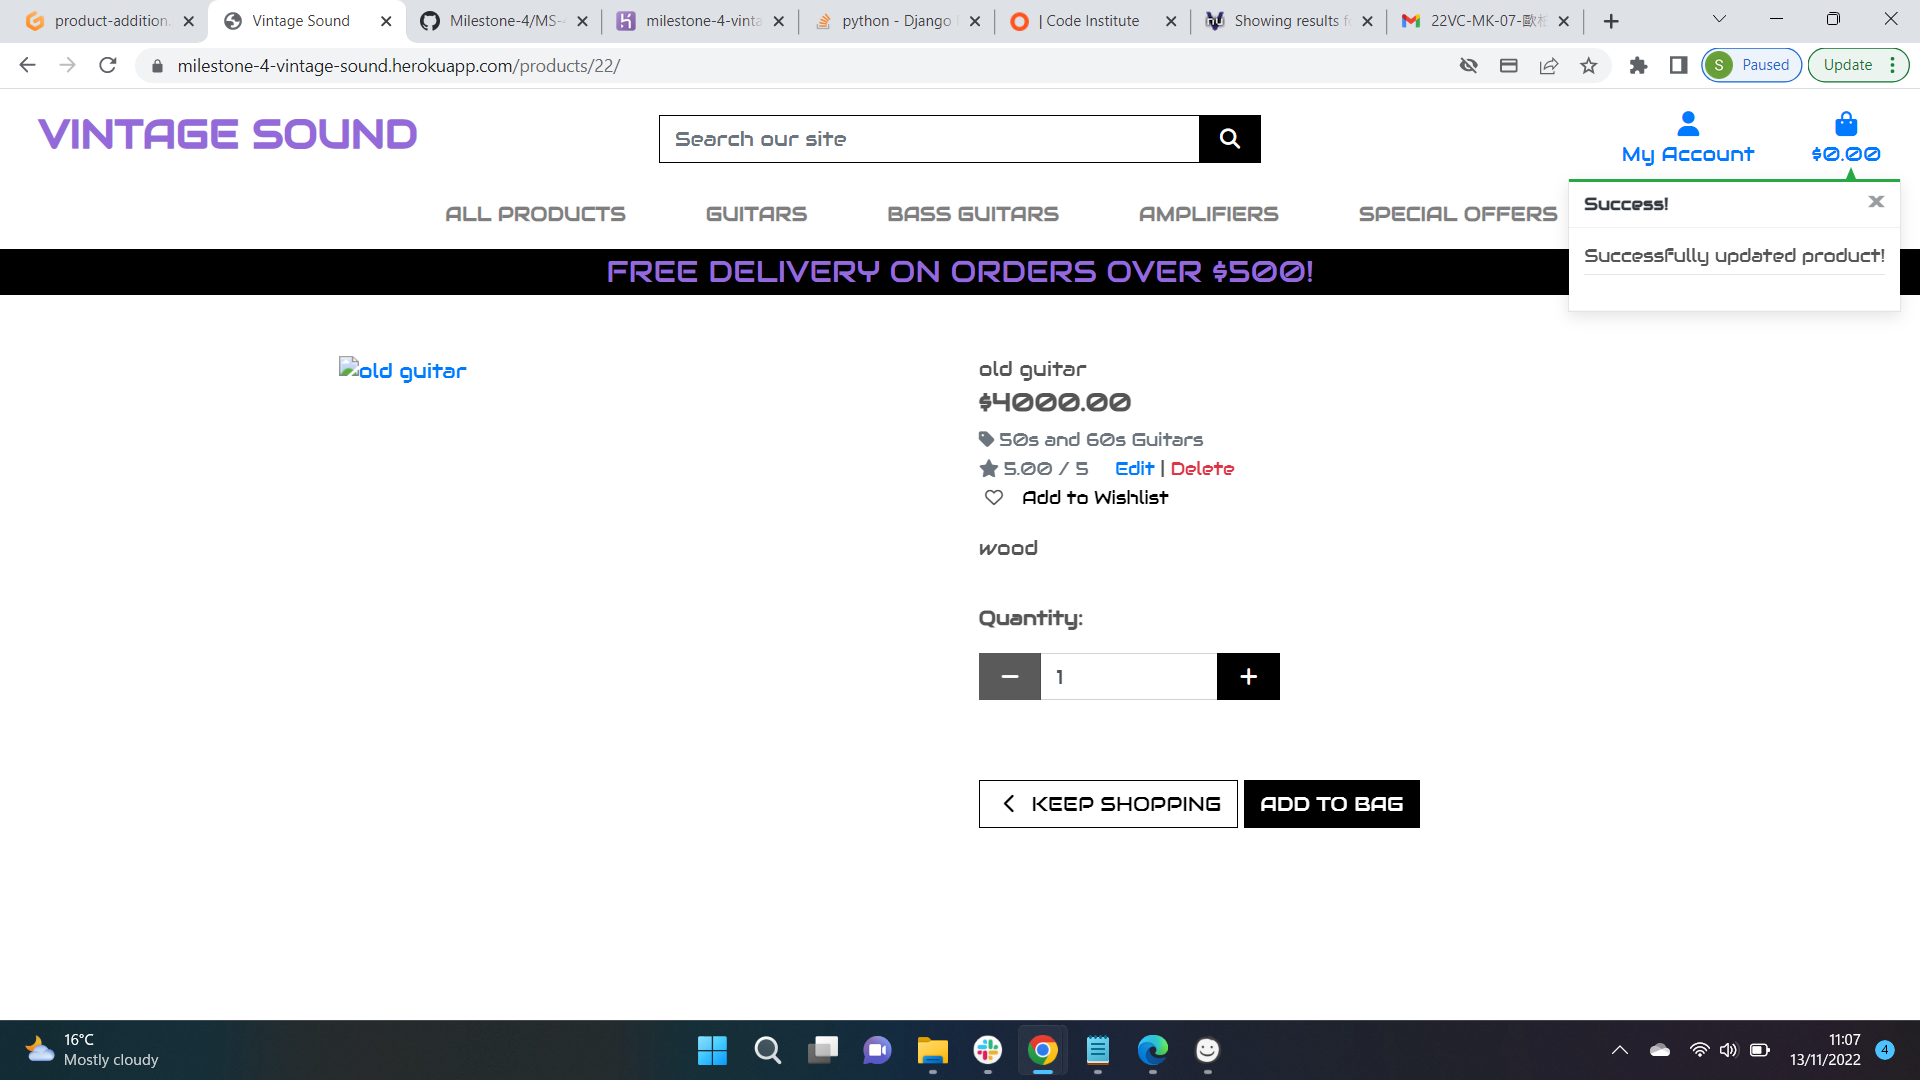 product-addition.
Vintage Sound
Milestone-4/MS-4
milestone-4-vinta
python - Django
| Code Institute
Showing results f
22VC-MK-07-歐
milestone-4-vintage-sound.herokuapp.com/products/22/
S
Paused
Update
VINTAGE SOUND
Search our site
My Account
$0.00
ALL PRODUCTS
GUITARS
BASS GUITARS
AMPLIFIERS
SPECIAL OFFERS
Success!
Successfully updated product!
FREE DELIVERY ON ORDERS OVER $500!
old guitar
old guitar
$4000.00
50s and 60s Guitars
5.00 / 5 Edit | Delete
Add to Wishlist
wood
Quantity:
1
KEEP SHOPPING
ADD TO BAG
16°C
Mostly cloudy
11:07
13/11/2022
4